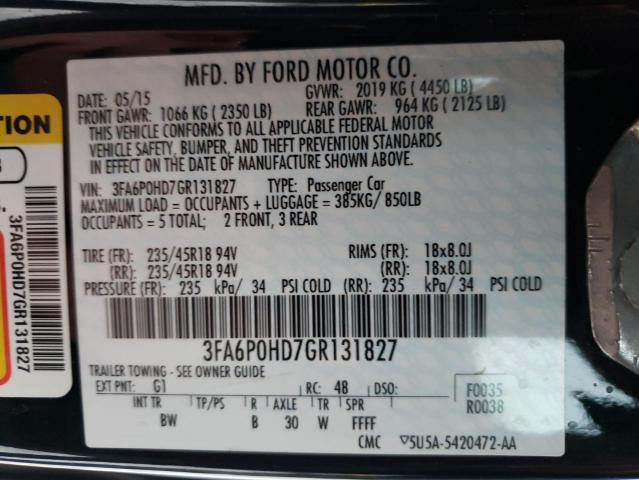 MFD. BY FORD MOTOR CO.
DATE: 05/15 GVWR: 2019 KG ( 4450 LB)
FRONT GAWR: 1066 KG ( 2350 LB) REAR GAWR: 964 KG ( 2125 LB)
THIS VEHICLE CONFORMS TO ALL APPLICABLE FEDERAL MOTOR
VEHICLE SAFETY, BUMPER, AND THEFT PREVENTION STANDARDS
IN EFFECT ON THE DATE OF MANUFACTURE SHOWN ABOVE.
VIN: 3FA6P0HD7GR131827 TYPE: Passenger Car
MAXIMUM LOAD = OCCUPANTS + LUGGAGE = 385KG/ 850LB
OCCUPANTS = 5 TOTAL; 2 FRONT, 3 REAR
TIRE (FR): 235/45R18 94V RIMS (FR): 18x8.0J
(RR): 235/45R18 94V (RR): 18x8.0J
PRESSURE (FR): 235 kPa/ 34 PSI COLD (RR): 235 kPa/ 34 PSI COLD
3FA6P0HD7GR131827
TRAILER TOWING - SEE OWNER GUIDE
EXT PNT: G1 RC: 48 DSO: F0035
R0038
INT TR TP/PS R AXLE TR SPR
BW B 30 W FFFF
CMC ▽5U5A-5420472-AA
TION
3FA6P0HD7GR131827